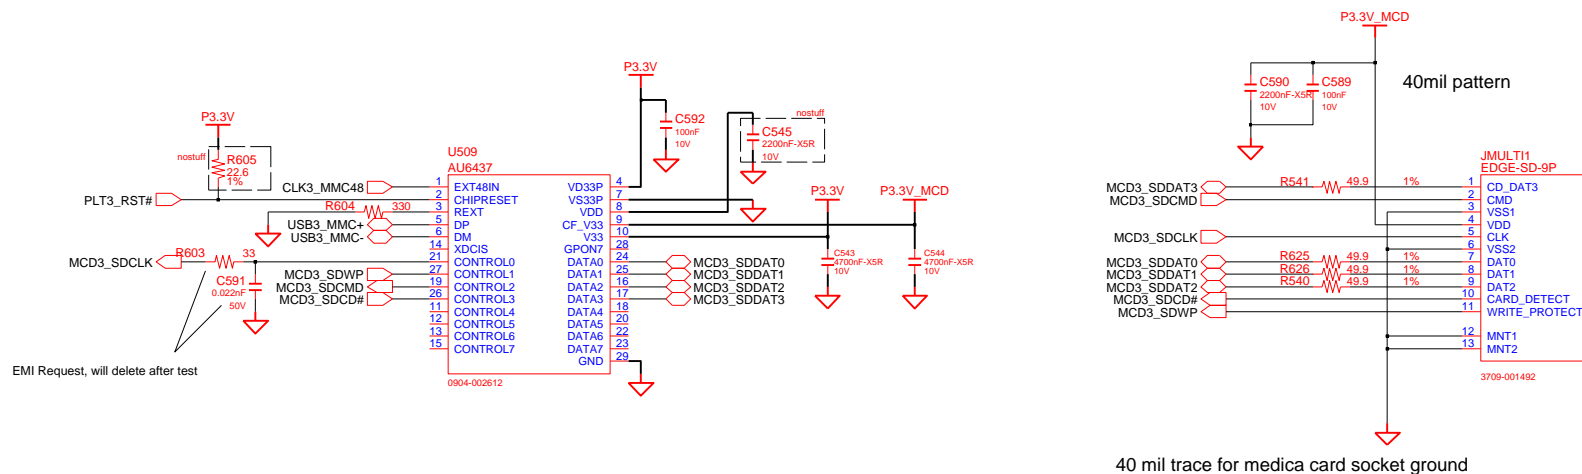 P3.3V_MCD
P3.3V
C590
2200nF-X5R
10V
C589
100nF
10V
40mil pattern
P3.3V
nostuff
R605
22.6
1%
C592
100nF
10V
nostuff
C545
2200nF-X5R
10V
U509
AU6437
JMULTI1
EDGE-SD-9P
CLK3_MMC48 1 EXT48IN VD33P 4
PLT3_RST# 2 CHIPRESET VS33P 7
R604 330 3 REXT VDD 8
USB3_MMC+ 5 DP CF_V33 9
USB3_MMC- 6 DM V33 10
14 XDCIS GPON7 28
MCD3_SDCLK R603 33 21 CONTROL0 DATA0 24 MCD3_SDDAT0
MCD3_SDWP 27 CONTROL1 DATA1 25 MCD3_SDDAT1
MCD3_SDCMD 19 CONTROL2 DATA2 16 MCD3_SDDAT2
MCD3_SDCD# 26 CONTROL3 DATA3 17 MCD3_SDDAT3
11 CONTROL4 DATA4 18
12 CONTROL5 DATA5 20
13 CONTROL6 DATA6 22
15 CONTROL7 DATA7 23
GND 29
0904-002612
C591
0.022nF
50V
EMI Request, will delete after test
P3.3V
P3.3V_MCD
C543
4700nF-X5R
10V
C544
4700nF-X5R
10V
MCD3_SDDAT3 R541 49.9 1% 1 CD_DAT3
MCD3_SDCMD 2 CMD
3 VSS1
4 VDD
MCD3_SDCLK 5 CLK
6 VSS2
MCD3_SDDAT0 R625 49.9 1% 7 DAT0
MCD3_SDDAT1 R626 49.9 1% 8 DAT1
MCD3_SDDAT2 R540 49.9 1% 9 DAT2
MCD3_SDCD# 10 CARD_DETECT
MCD3_SDWP 11 WRITE_PROTECT
12 MNT1
13 MNT2
3709-001492
40 mil trace for medica card socket ground